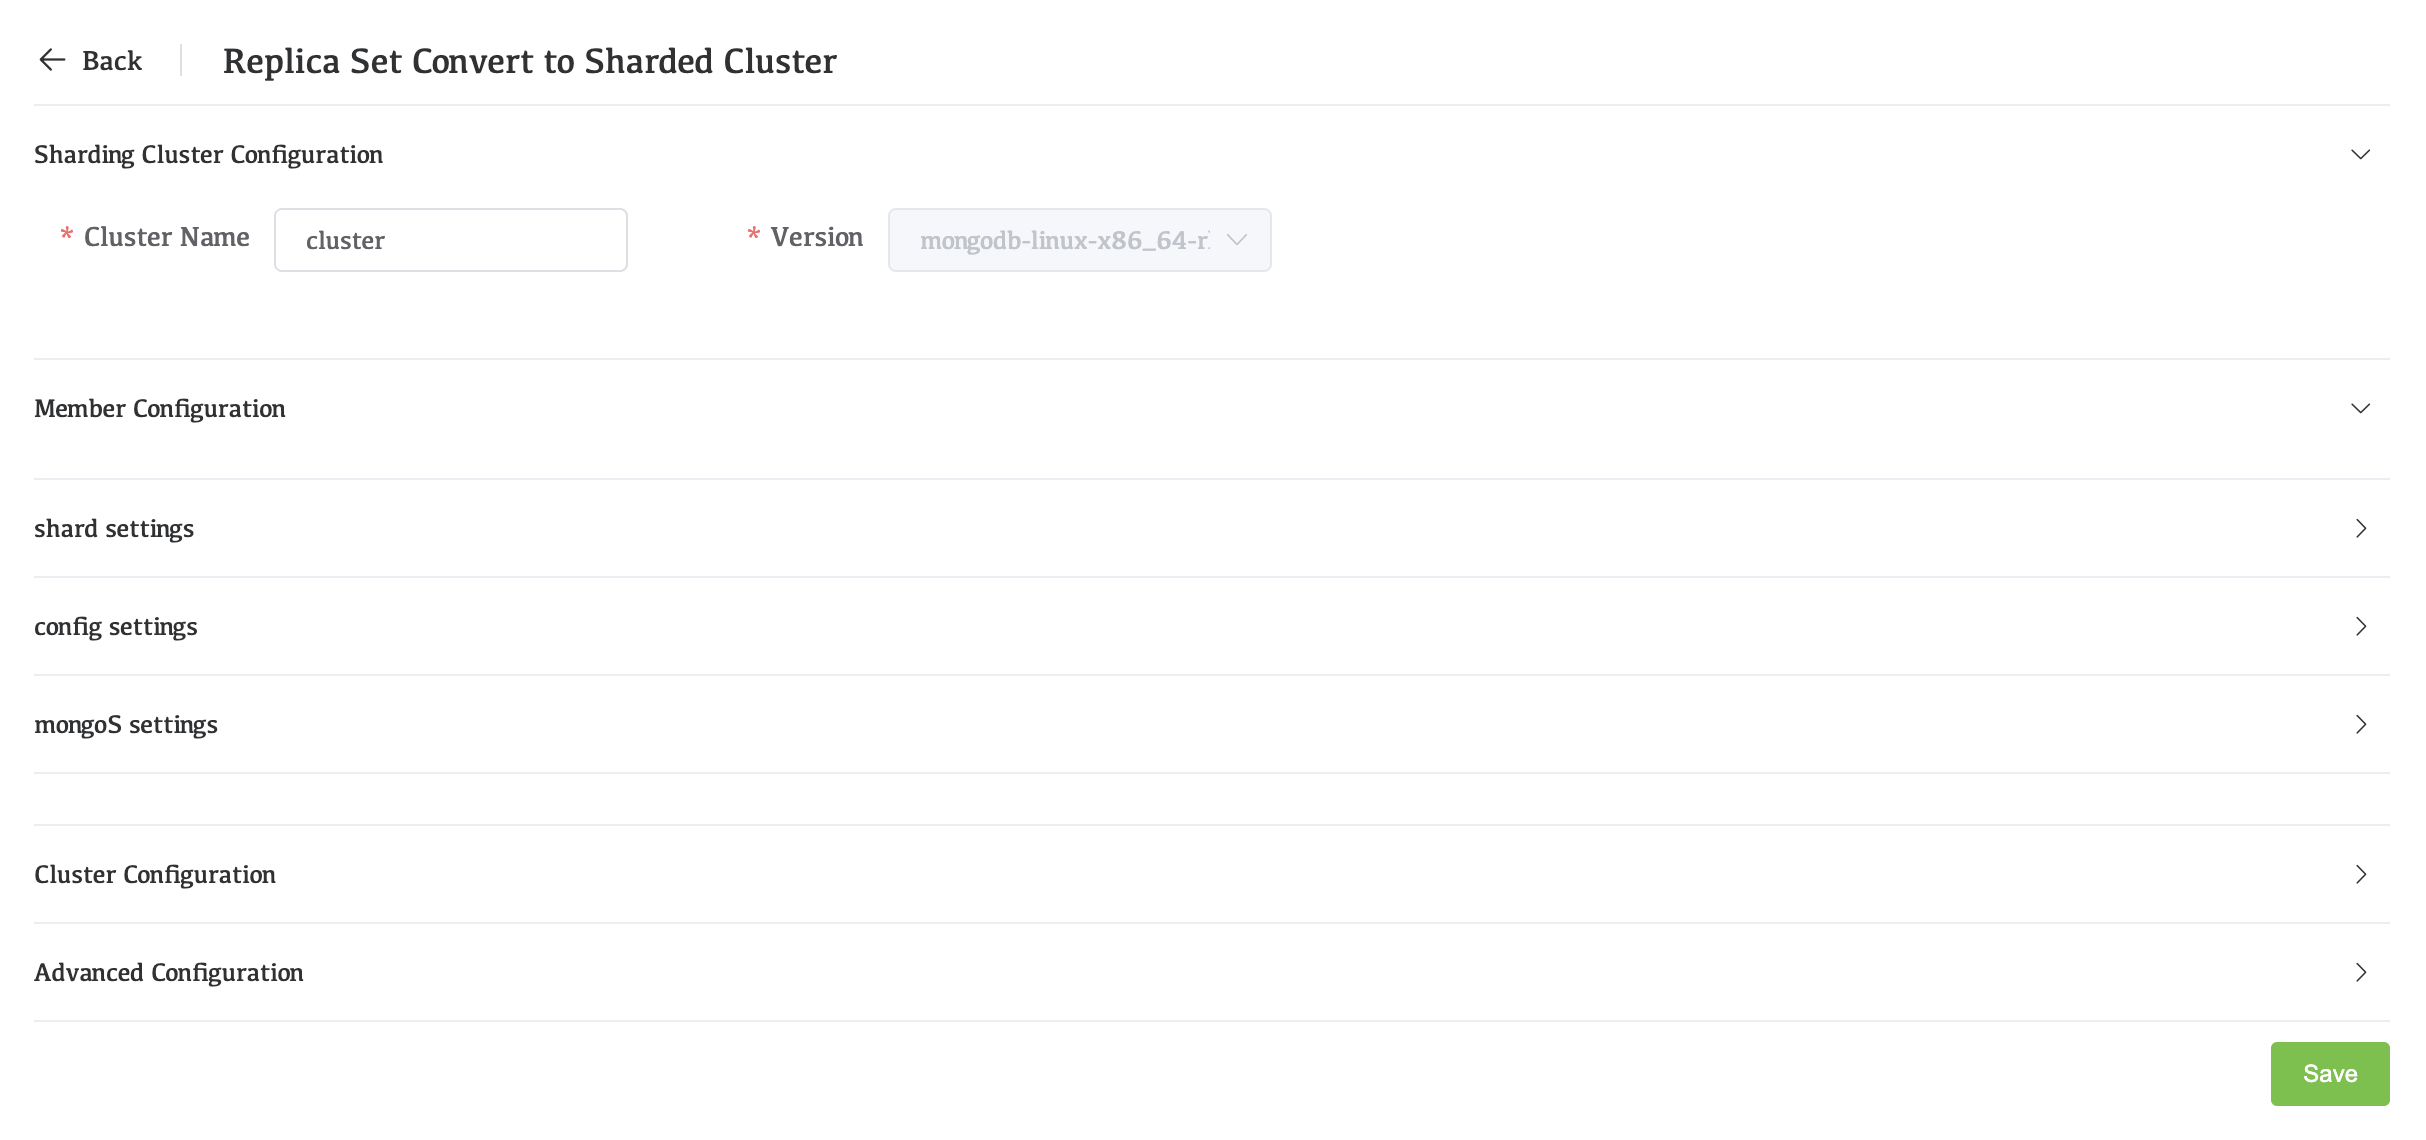 Back
Replica Set Convert to Sharded Cluster
Sharding Cluster Configuration
* Cluster Name
cluster
* Version
mongodb-linux-x86_64-r
Member Configuration
shard settings
config settings
mongoS settings
Cluster Configuration
Advanced Configuration
Save